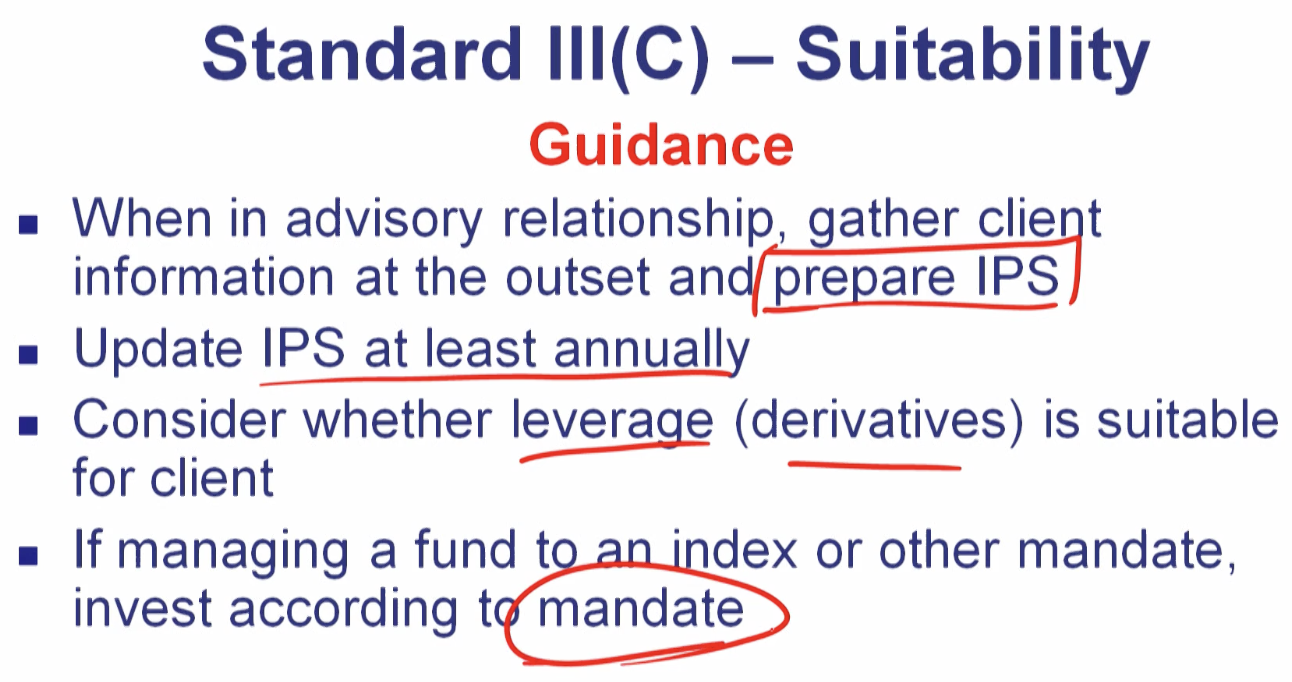 Standard III(C) – Suitability
Guidance
▪ When in advisory relationship, gather client
information at the outset and prepare IPS
▪ Update IPS at least annually
▪ Consider whether leverage (derivatives) is suitable
for client
▪ If managing a fund to an index or other mandate,
invest according to mandate